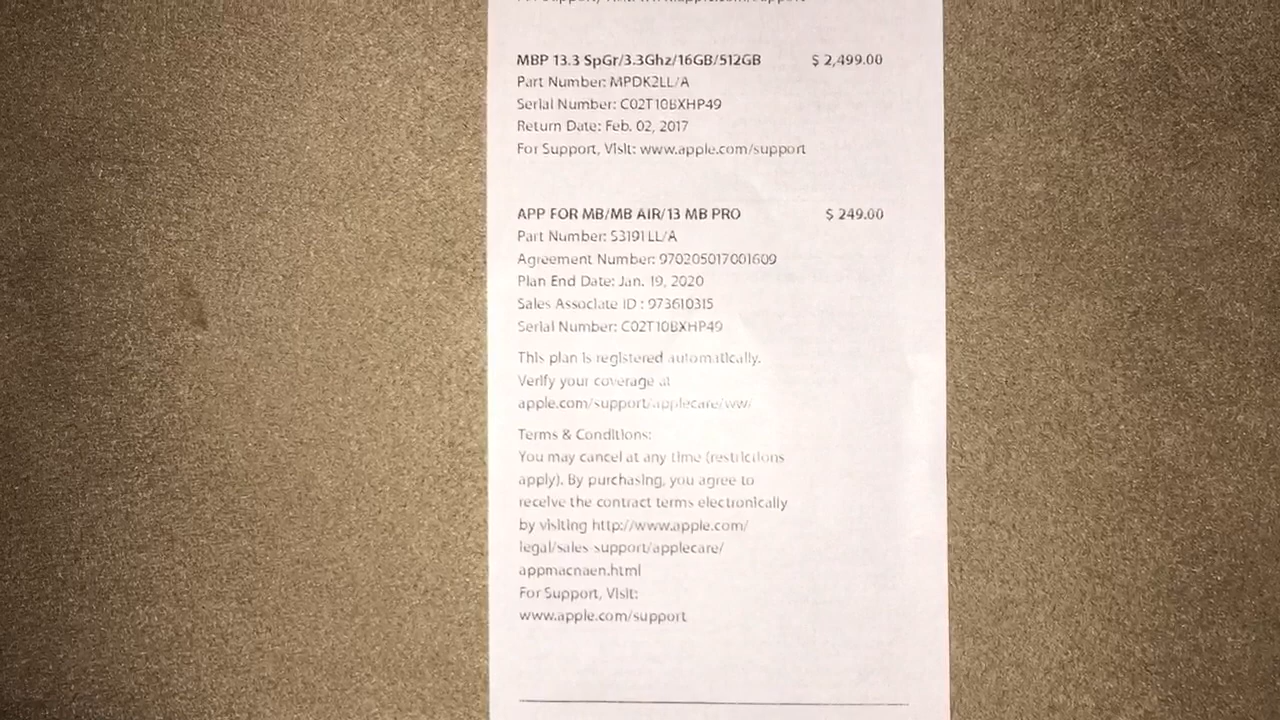 MBP 13.3 SpGr/3.3Ghz/16GB/512GB $ 2,499.00
Part Number: MPDK2LL/A
Serial Number: C02T10BXHP49
Return Date: Feb. 02, 2017
For Support, Visit: www.apple.com/support
APP FOR MB/MB AIR/13 MB PRO $ 249.00
Part Number: S3191LL/A
Agreement Number: 970205017001609
Plan End Date: Jan. 19, 2020
Sales Associate ID : 973610315
Serial Number: C02T10BXHP49
This plan is registered automatically.
Verify your coverage at
apple.com/support/applecare/ww/
Terms & Conditions:
You may cancel at any time (restrictions
apply). By purchasing, you agree to
receive the contract terms electronically
by visiting http://www.apple.com/
legal/sales-support/applecare/
appmacnaen.html
For Support, Visit:
www.apple.com/support